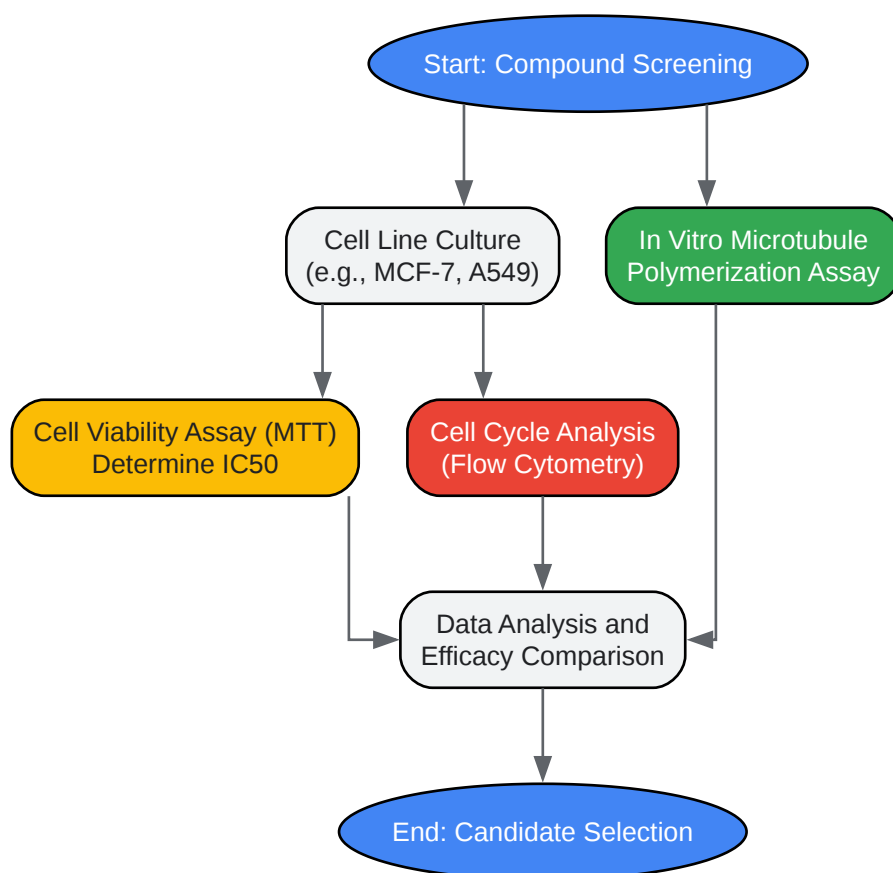 Start: Compound Screening
Cell Line Culture
(e.g., MCF-7, A549)
In Vitro Microtubule
Polymerization Assay
Cell Viability Assay (MTT)
Determine IC50
Cell Cycle Analysis
(Flow Cytometry)
Data Analysis and
Efficacy Comparison
End: Candidate Selection